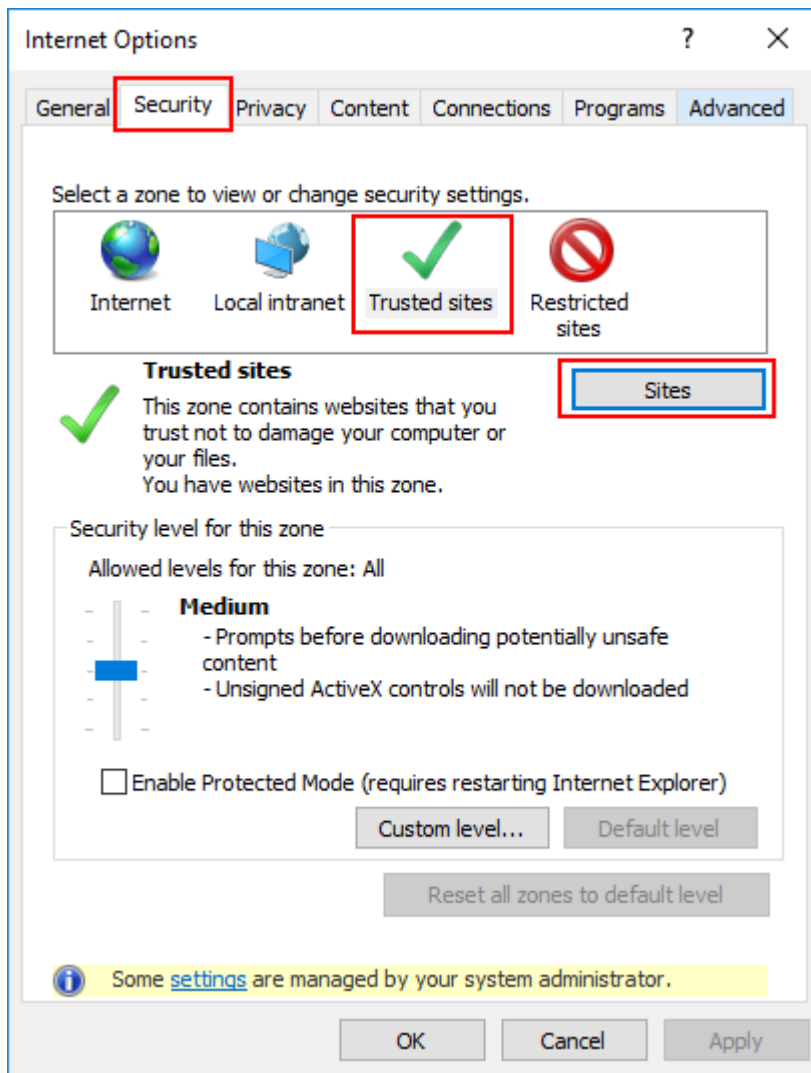 Internet Options
?
General Security Privacy Content Connections Programs Advanced
Select a zone to view or change security settings.
Internet
Local intranet
Trusted sites
Restricted
sites
Trusted sites
Sites
This zone contains websites that you
trust not to damage your computer or
your files.
You have websites in this zone.
Security level for this zone
Allowed levels for this zone: All
Medium
- Prompts before downloading potentially unsafe
content
- Unsigned ActiveX controls will not be downloaded
Enable Protected Mode (requires restarting Internet Explorer)
Custom level...
Default level
Reset all zones to default level
Some settings are managed by your system administrator.
OK
Cancel
Apply